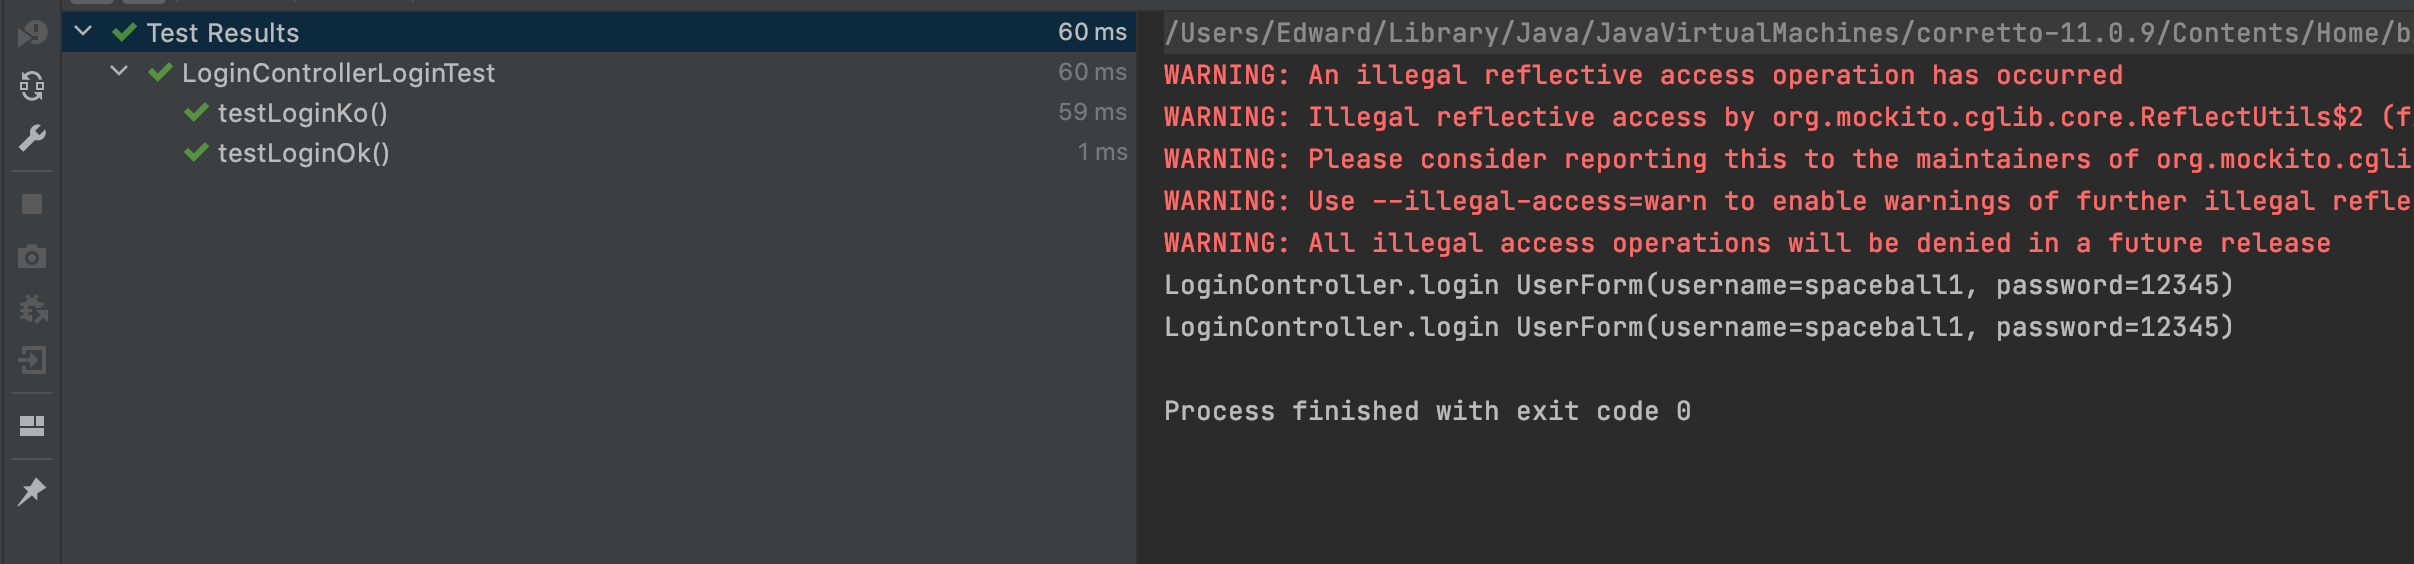 Test Results 60 ms
LoginControllerLoginTest 60 ms
testLoginKo() 59 ms
testLoginOk() 1 ms
/Users/Edward/Library/Java/JavaVirtualMachines/corretto-11.0.9/Contents/Home/b
WARNING: An illegal reflective access operation has occurred
WARNING: Illegal reflective access by org.mockito.cglib.core.ReflectUtils$2 (f
WARNING: Please consider reporting this to the maintainers of org.mockito.cgli
WARNING: Use --illegal-access=warn to enable warnings of further illegal refle
WARNING: All illegal access operations will be denied in a future release
LoginController.login UserForm(username=spaceball1, password=12345)
LoginController.login UserForm(username=spaceball1, password=12345)
Process finished with exit code 0